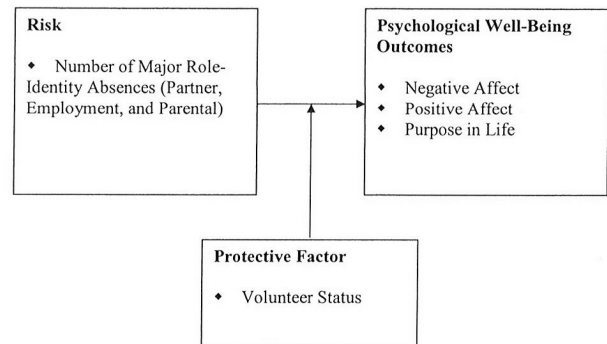 Risk
◆ Number of Major Role-
Identity Absences (Partner,
Employment, and Parental)
Psychological Well-Being
Outcomes
◆ Negative Affect
◆ Positive Affect
◆ Purpose in Life
Protective Factor
◆ Volunteer Status